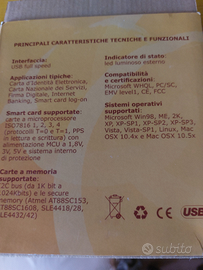 PRINCIPALI CARATTERISTICHE TECNICHE E FUNZIONALI
Interfaccia:
USB full speed
Applicazioni tipiche:
Carta d'Identità Elettronica,
Carta Nazionale dei Servizi,
Firma Digitale, Internet
Banking, Smart card log-on
Smart card supportate:
ISO7816 1, 2, 3, 4
(protocolli T=0 e T=1, PPS
in lettura e scrittura con
alimentazione MCU a 1,8V,
3V, 5V e sistema di
protezione
Carte a memoria
supportate:
I2C bus (da 1K bit a
1024Kbits) e le secure
memory (Atmel AT88SC153,
AT88SC1608, SLE4418/28,
SLE4432/42)
Indicatore di stato:
led luminoso esterno
Compatibilità e
certificazioni:
Microsoft WHQL, PC/SC,
EMV level1, CE, FCC
Sistemi operativi
supportati:
Microsoft Win98, ME, 2K,
XP, XP-SP1, XP-SP2, XP-SP3,
Vista, Vista-SP1, Linux, Mac
OSX 10.4x e Mac OSX 10.5x
CE
USB
subito